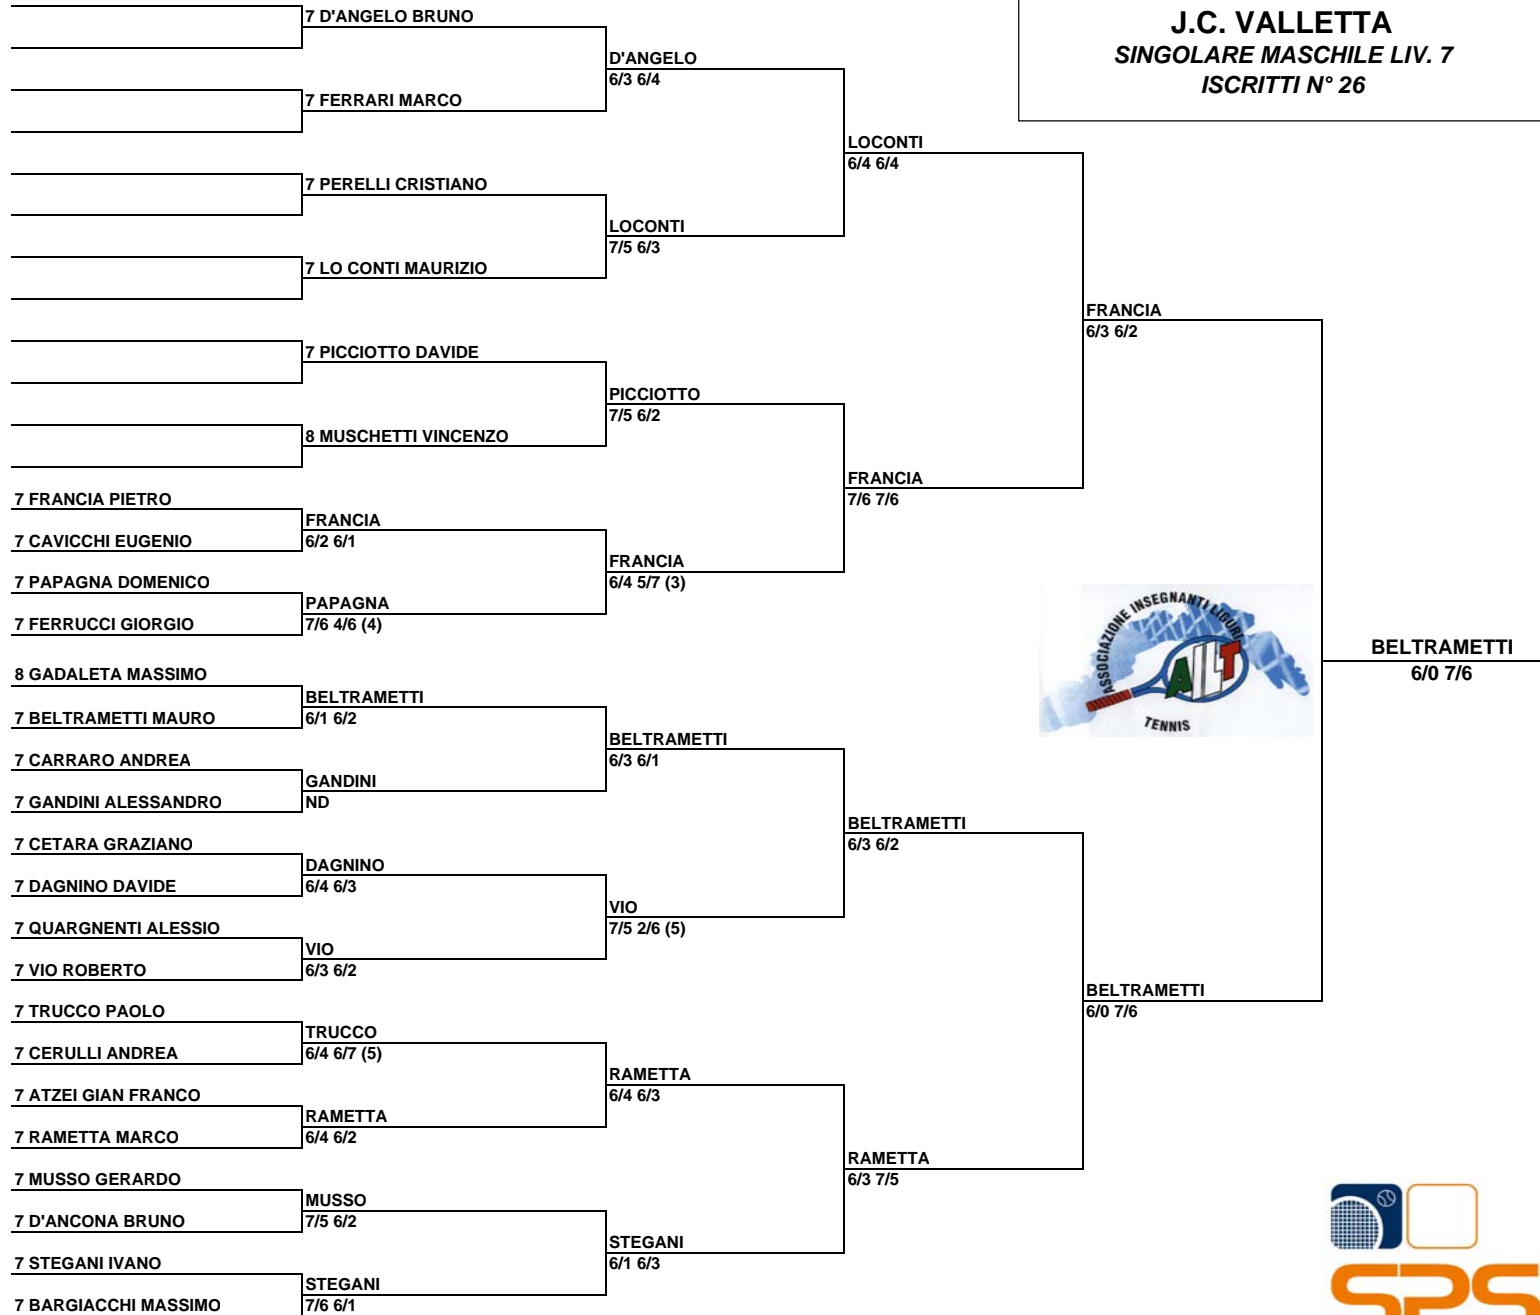 J.C. VALLETTA
SINGOLARE MASCHILE LIV. 7
ISCRITTI N° 26
7 D'ANGELO BRUNO
7 FERRARI MARCO
7 PERELLI CRISTIANO
7 LO CONTI MAURIZIO
7 PICCIOTTO DAVIDE
8 MUSCHETTI VINCENZO
7 FRANCIA PIETRO
7 CAVICCHI EUGENIO
7 PAPAGNA DOMENICO
7 FERRUCCI GIORGIO
8 GADALETA MASSIMO
7 BELTRAMETTI MAURO
7 CARRARO ANDREA
7 GANDINI ALESSANDRO
7 CETARA GRAZIANO
7 DAGNINO DAVIDE
7 QUARGNENTI ALESSIO
7 VIO ROBERTO
7 TRUCCO PAOLO
7 CERULLI ANDREA
7 ATZEI GIAN FRANCO
7 RAMETTA MARCO
7 MUSSO GERARDO
7 D'ANCONA BRUNO
7 STEGANI IVANO
7 BARGIACCHI MASSIMO
FRANCIA
6/2 6/1
PAPAGNA
7/6 4/6 (4)
BELTRAMETTI
6/1 6/2
GANDINI
ND
DAGNINO
6/4 6/3
VIO
6/3 6/2
TRUCCO
6/4 6/7 (5)
RAMETTA
6/4 6/2
MUSSO
7/5 6/2
STEGANI
7/6 6/1
D'ANGELO
6/3 6/4
LOCONTI
7/5 6/3
PICCIOTTO
7/5 6/2
FRANCIA
6/4 5/7 (3)
BELTRAMETTI
6/3 6/1
VIO
7/5 2/6 (5)
RAMETTA
6/4 6/3
STEGANI
6/1 6/3
LOCONTI
6/4 6/4
FRANCIA
7/6 7/6
BELTRAMETTI
6/3 6/2
RAMETTA
6/3 7/5
FRANCIA
6/3 6/2
BELTRAMETTI
6/0 7/6
BELTRAMETTI
6/0 7/6
ASSOCIAZIONE INSEGNANTI LIGURI
AILT
TENNIS
SPS